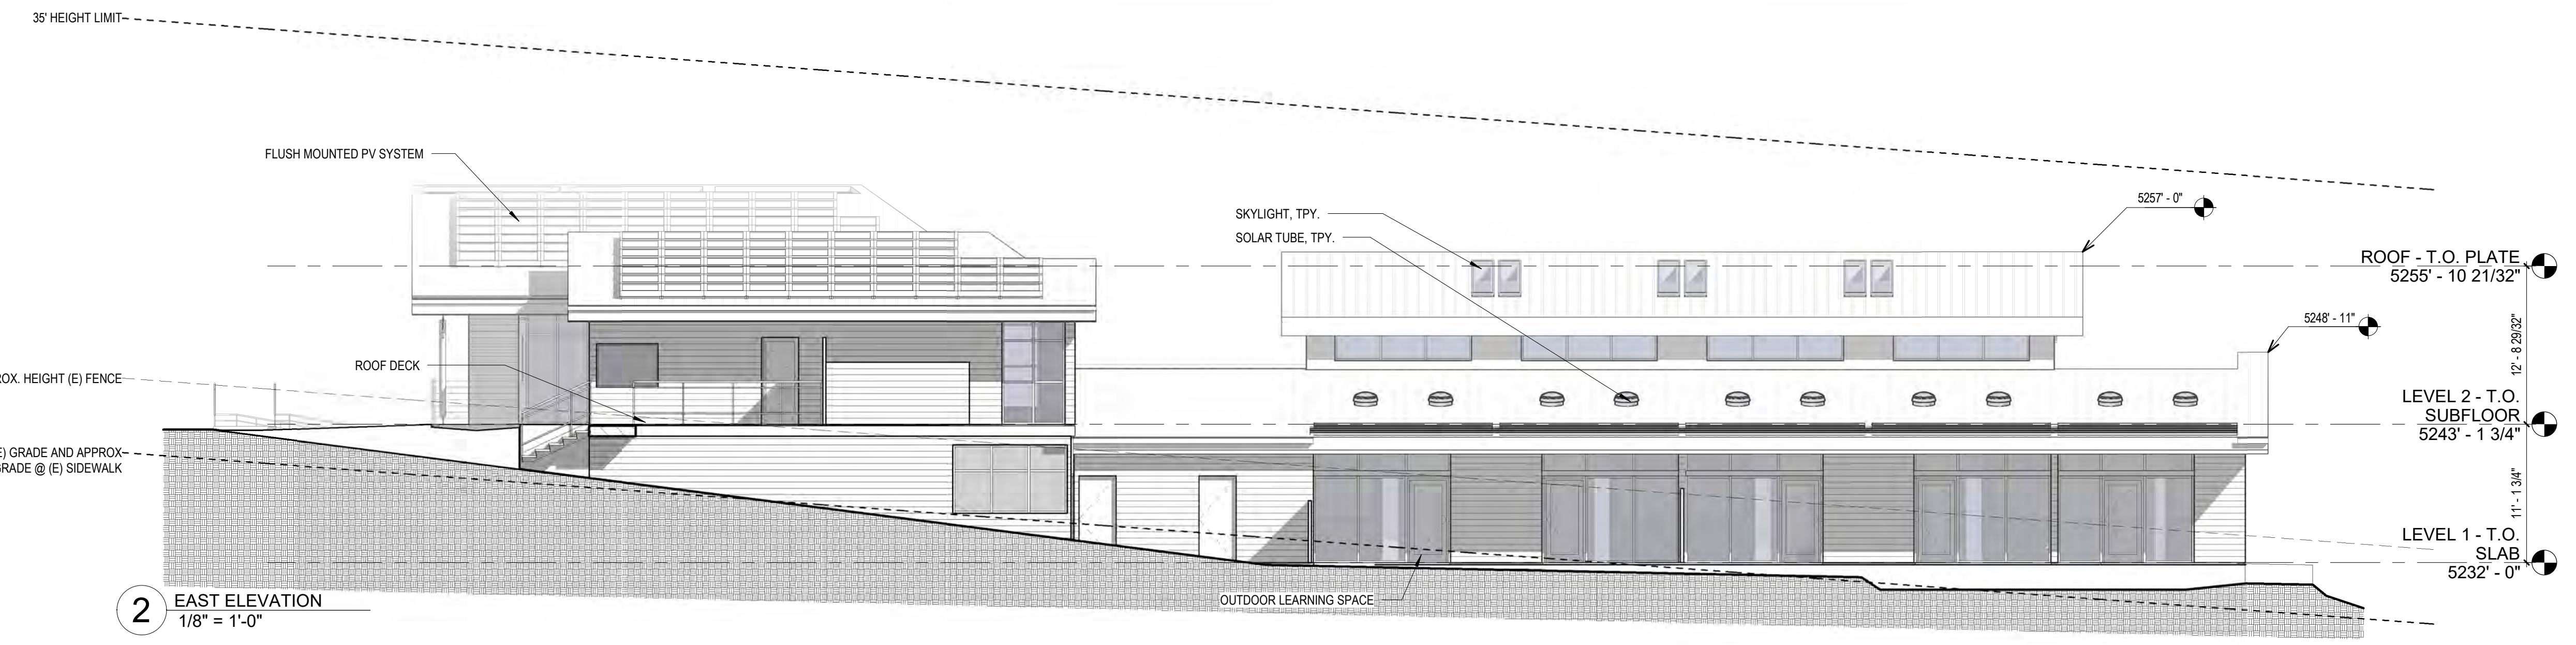 35' HEIGHT LIMIT
FLUSH MOUNTED PV SYSTEM
SKYLIGHT, TPY.
SOLAR TUBE, TPY.
5257' - 0"
ROOF - T.O. PLATE
5255' - 10 21/32"
5248' - 11"
12' - 8 29/32"
ROOF DECK
OX. HEIGHT (E) FENCE
LEVEL 2 - T.O.
SUBFLOOR
5243' - 1 3/4"
E) GRADE AND APPROX
GRADE @ (E) SIDEWALK
11' - 1 3/4"
LEVEL 1 - T.O.
SLAB
5232' - 0"
OUTDOOR LEARNING SPACE
2
EAST ELEVATION
1/8" = 1'-0"